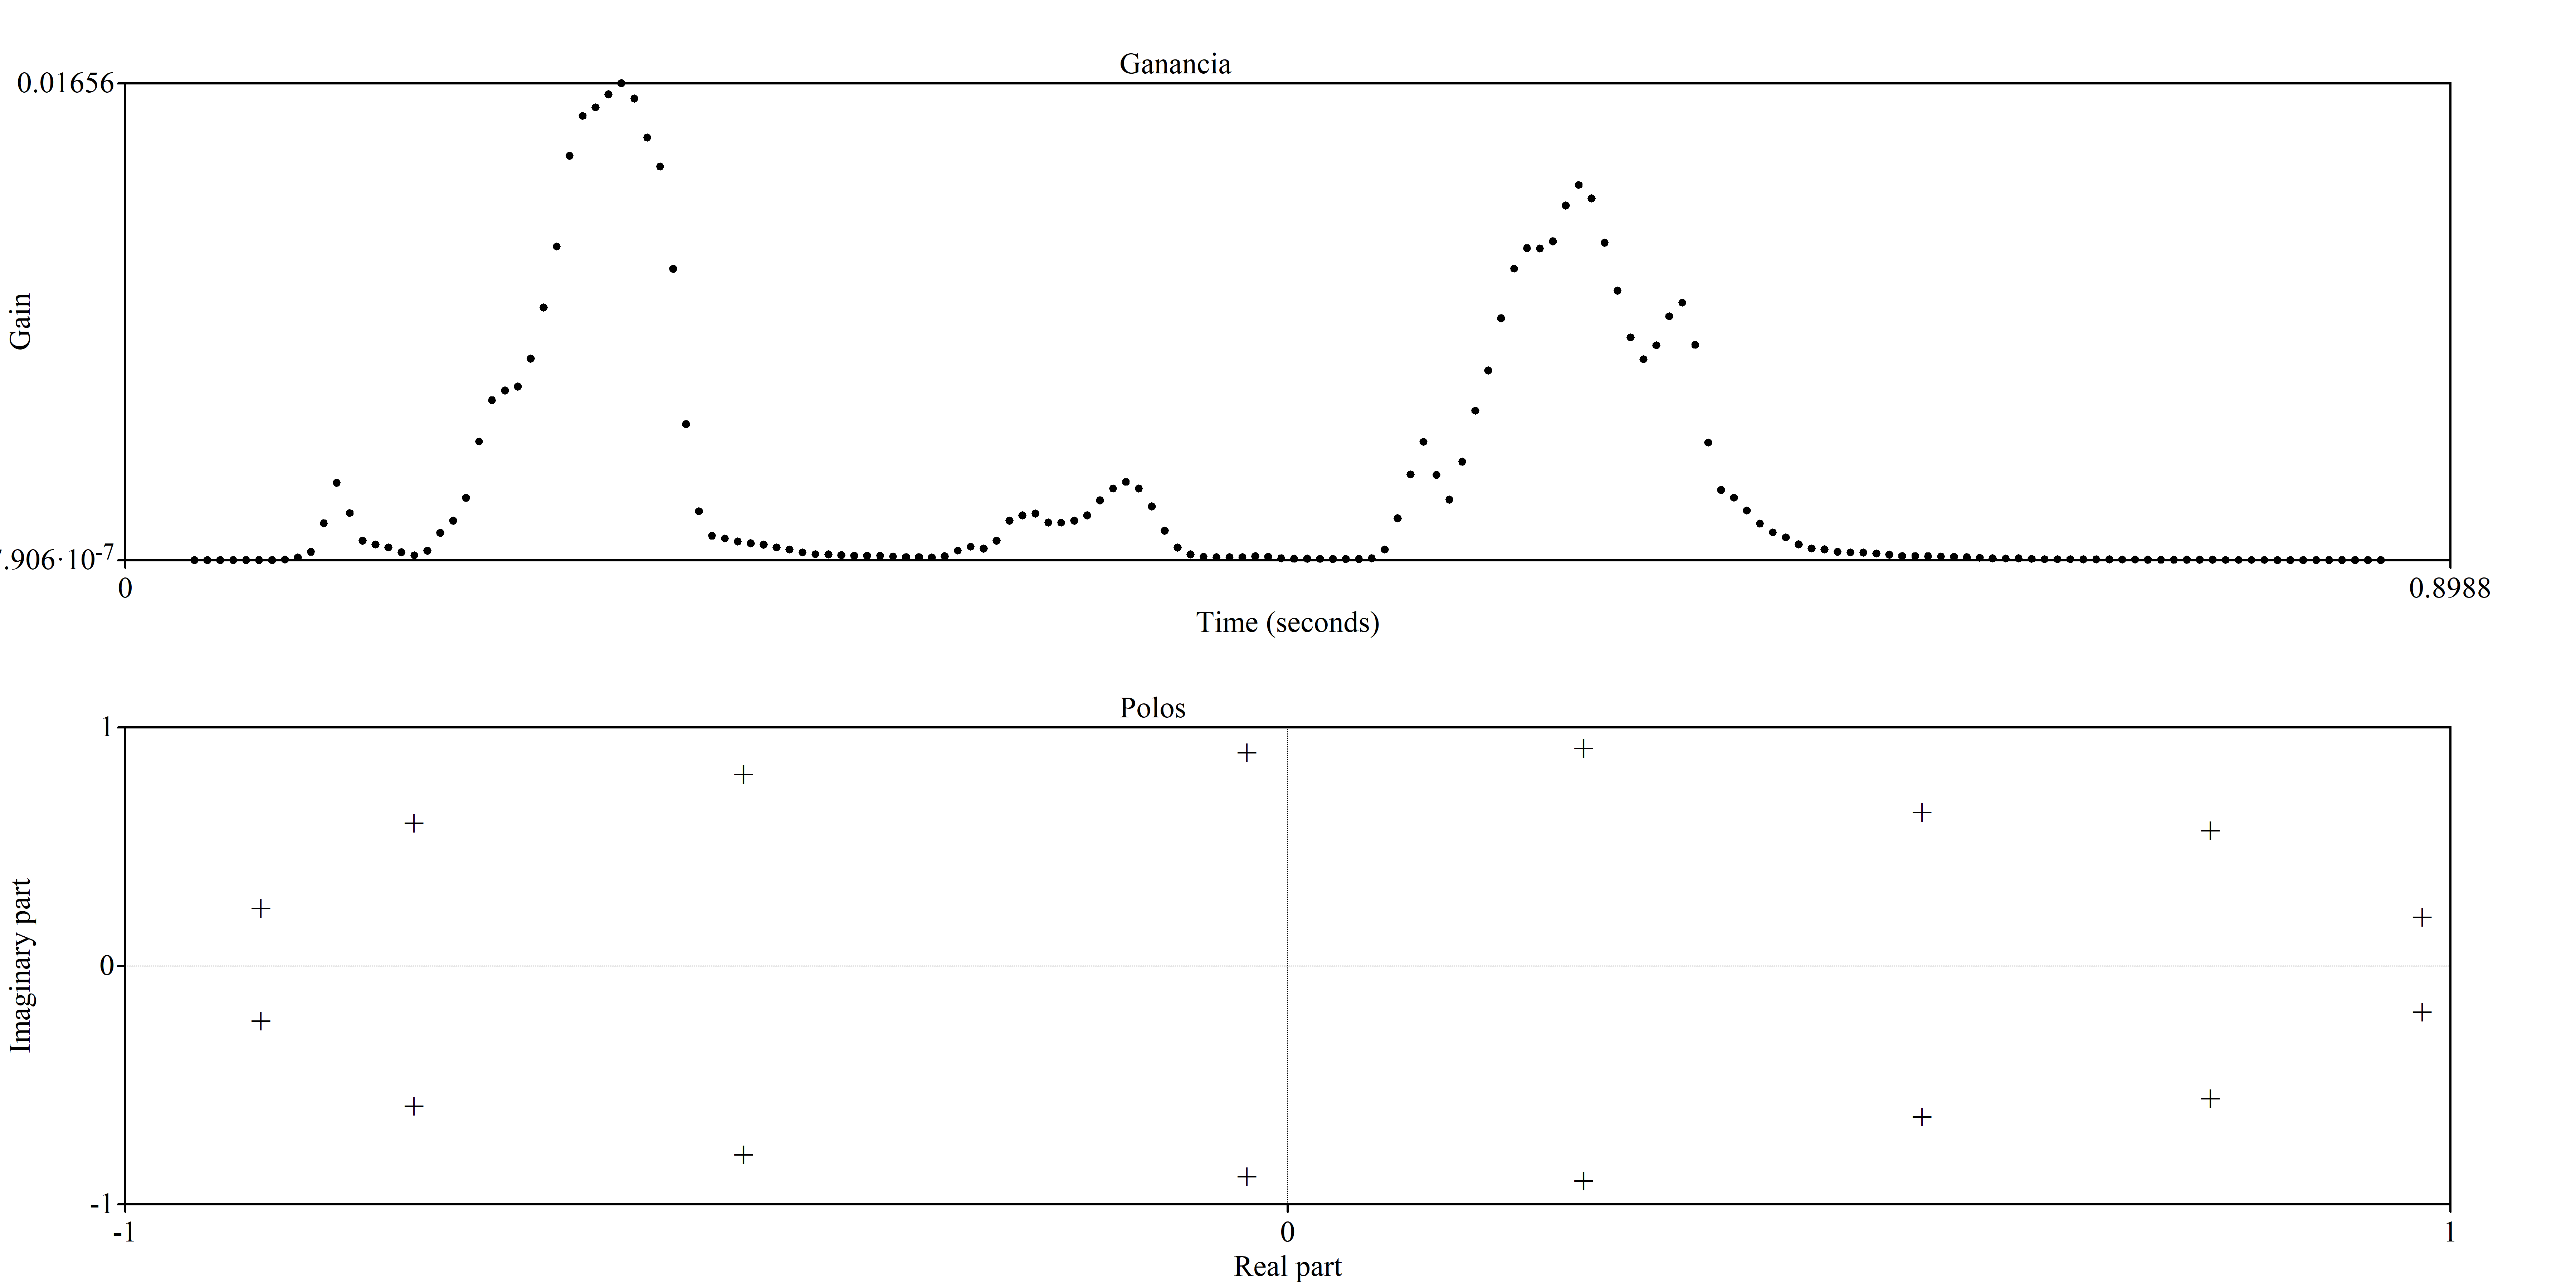 Ganancia
0.01656
Gain
7.906·10-7
0
0.8988
Time (seconds)
Polos
1
Imaginary part
0
-1
-1
0
1
Real part